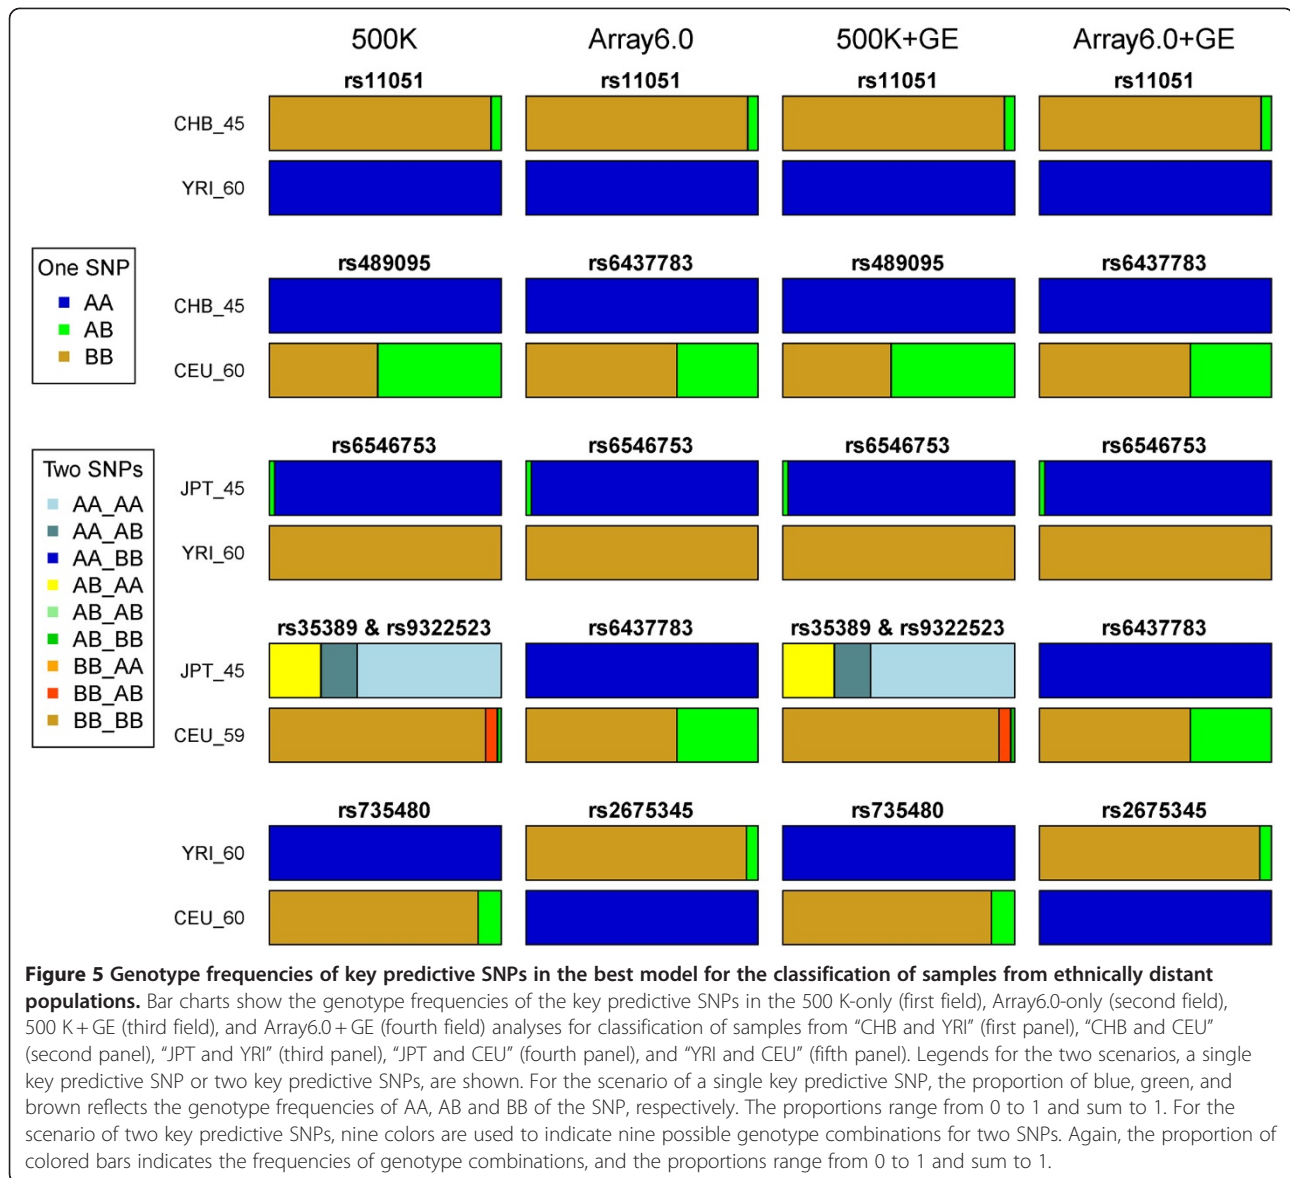 500K Array6.0 500K+GE Array6.0+GE
rs11051 rs11051 rs11051 rs11051
CHB_45
YRI_60
One SNP
AA
AB
BB
rs489095 rs6437783 rs489095 rs6437783
CHB_45
CEU_60
rs6546753 rs6546753 rs6546753 rs6546753
JPT_45
YRI_60
Two SNPs
AA_AA
AA_AB
AA_BB
AB_AA
AB_AB
AB_BB
BB_AA
BB_AB
BB_BB
rs35389 & rs9322523 rs6437783 rs35389 & rs9322523 rs6437783
JPT_45
CEU_59
rs735480 rs2675345 rs735480 rs2675345
YRI_60
CEU_60
Figure 5 Genotype frequencies of key predictive SNPs in the best model for the classification of samples from ethnically distant
populations. Bar charts show the genotype frequencies of the key predictive SNPs in the 500 K-only (first field), Array6.0-only (second field),
500 K + GE (third field), and Array6.0 + GE (fourth field) analyses for classification of samples from “CHB and YRI” (first panel), “CHB and CEU”
(second panel), “JPT and YRI” (third panel), “JPT and CEU” (fourth panel), and “YRI and CEU” (fifth panel). Legends for the two scenarios, a single
key predictive SNP or two key predictive SNPs, are shown. For the scenario of a single key predictive SNP, the proportion of blue, green, and
brown reflects the genotype frequencies of AA, AB and BB of the SNP, respectively. The proportions range from 0 to 1 and sum to 1. For the
scenario of two key predictive SNPs, nine colors are used to indicate nine possible genotype combinations for two SNPs. Again, the proportion of
colored bars indicates the frequencies of genotype combinations, and the proportions range from 0 to 1 and sum to 1.